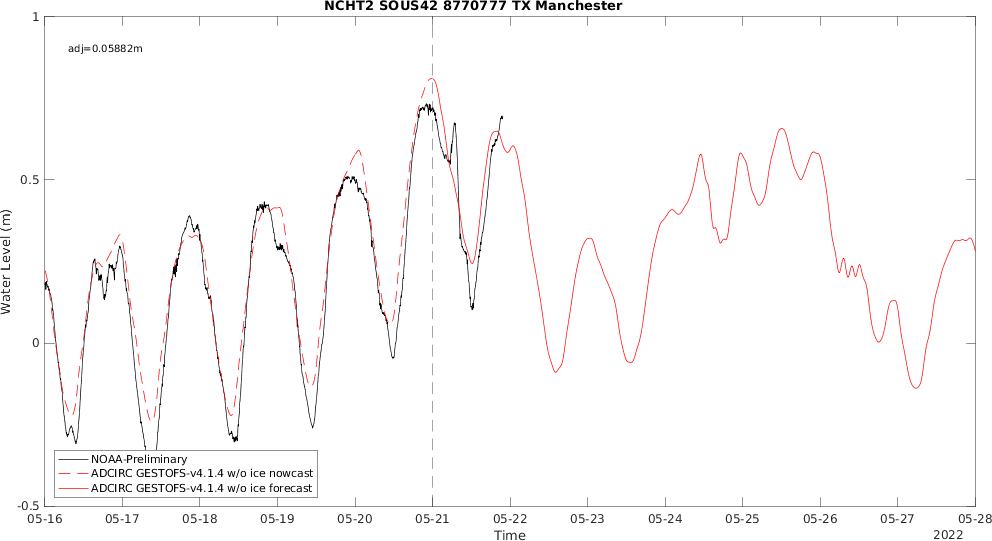 NCHT2 SOUS42 8770777 TX Manchester
adj=0.05882m
1
0.5
0
-0.5
Water Level (m)
NOAA-Preliminary
ADCIRC GESTOFS-v4.1.4 w/o ice nowcast
ADCIRC GESTOFS-v4.1.4 w/o ice forecast
05-16 05-17 05-18 05-19 05-20 05-21 05-22 05-23 05-24 05-25 05-26 05-27 05-28
Time
2022